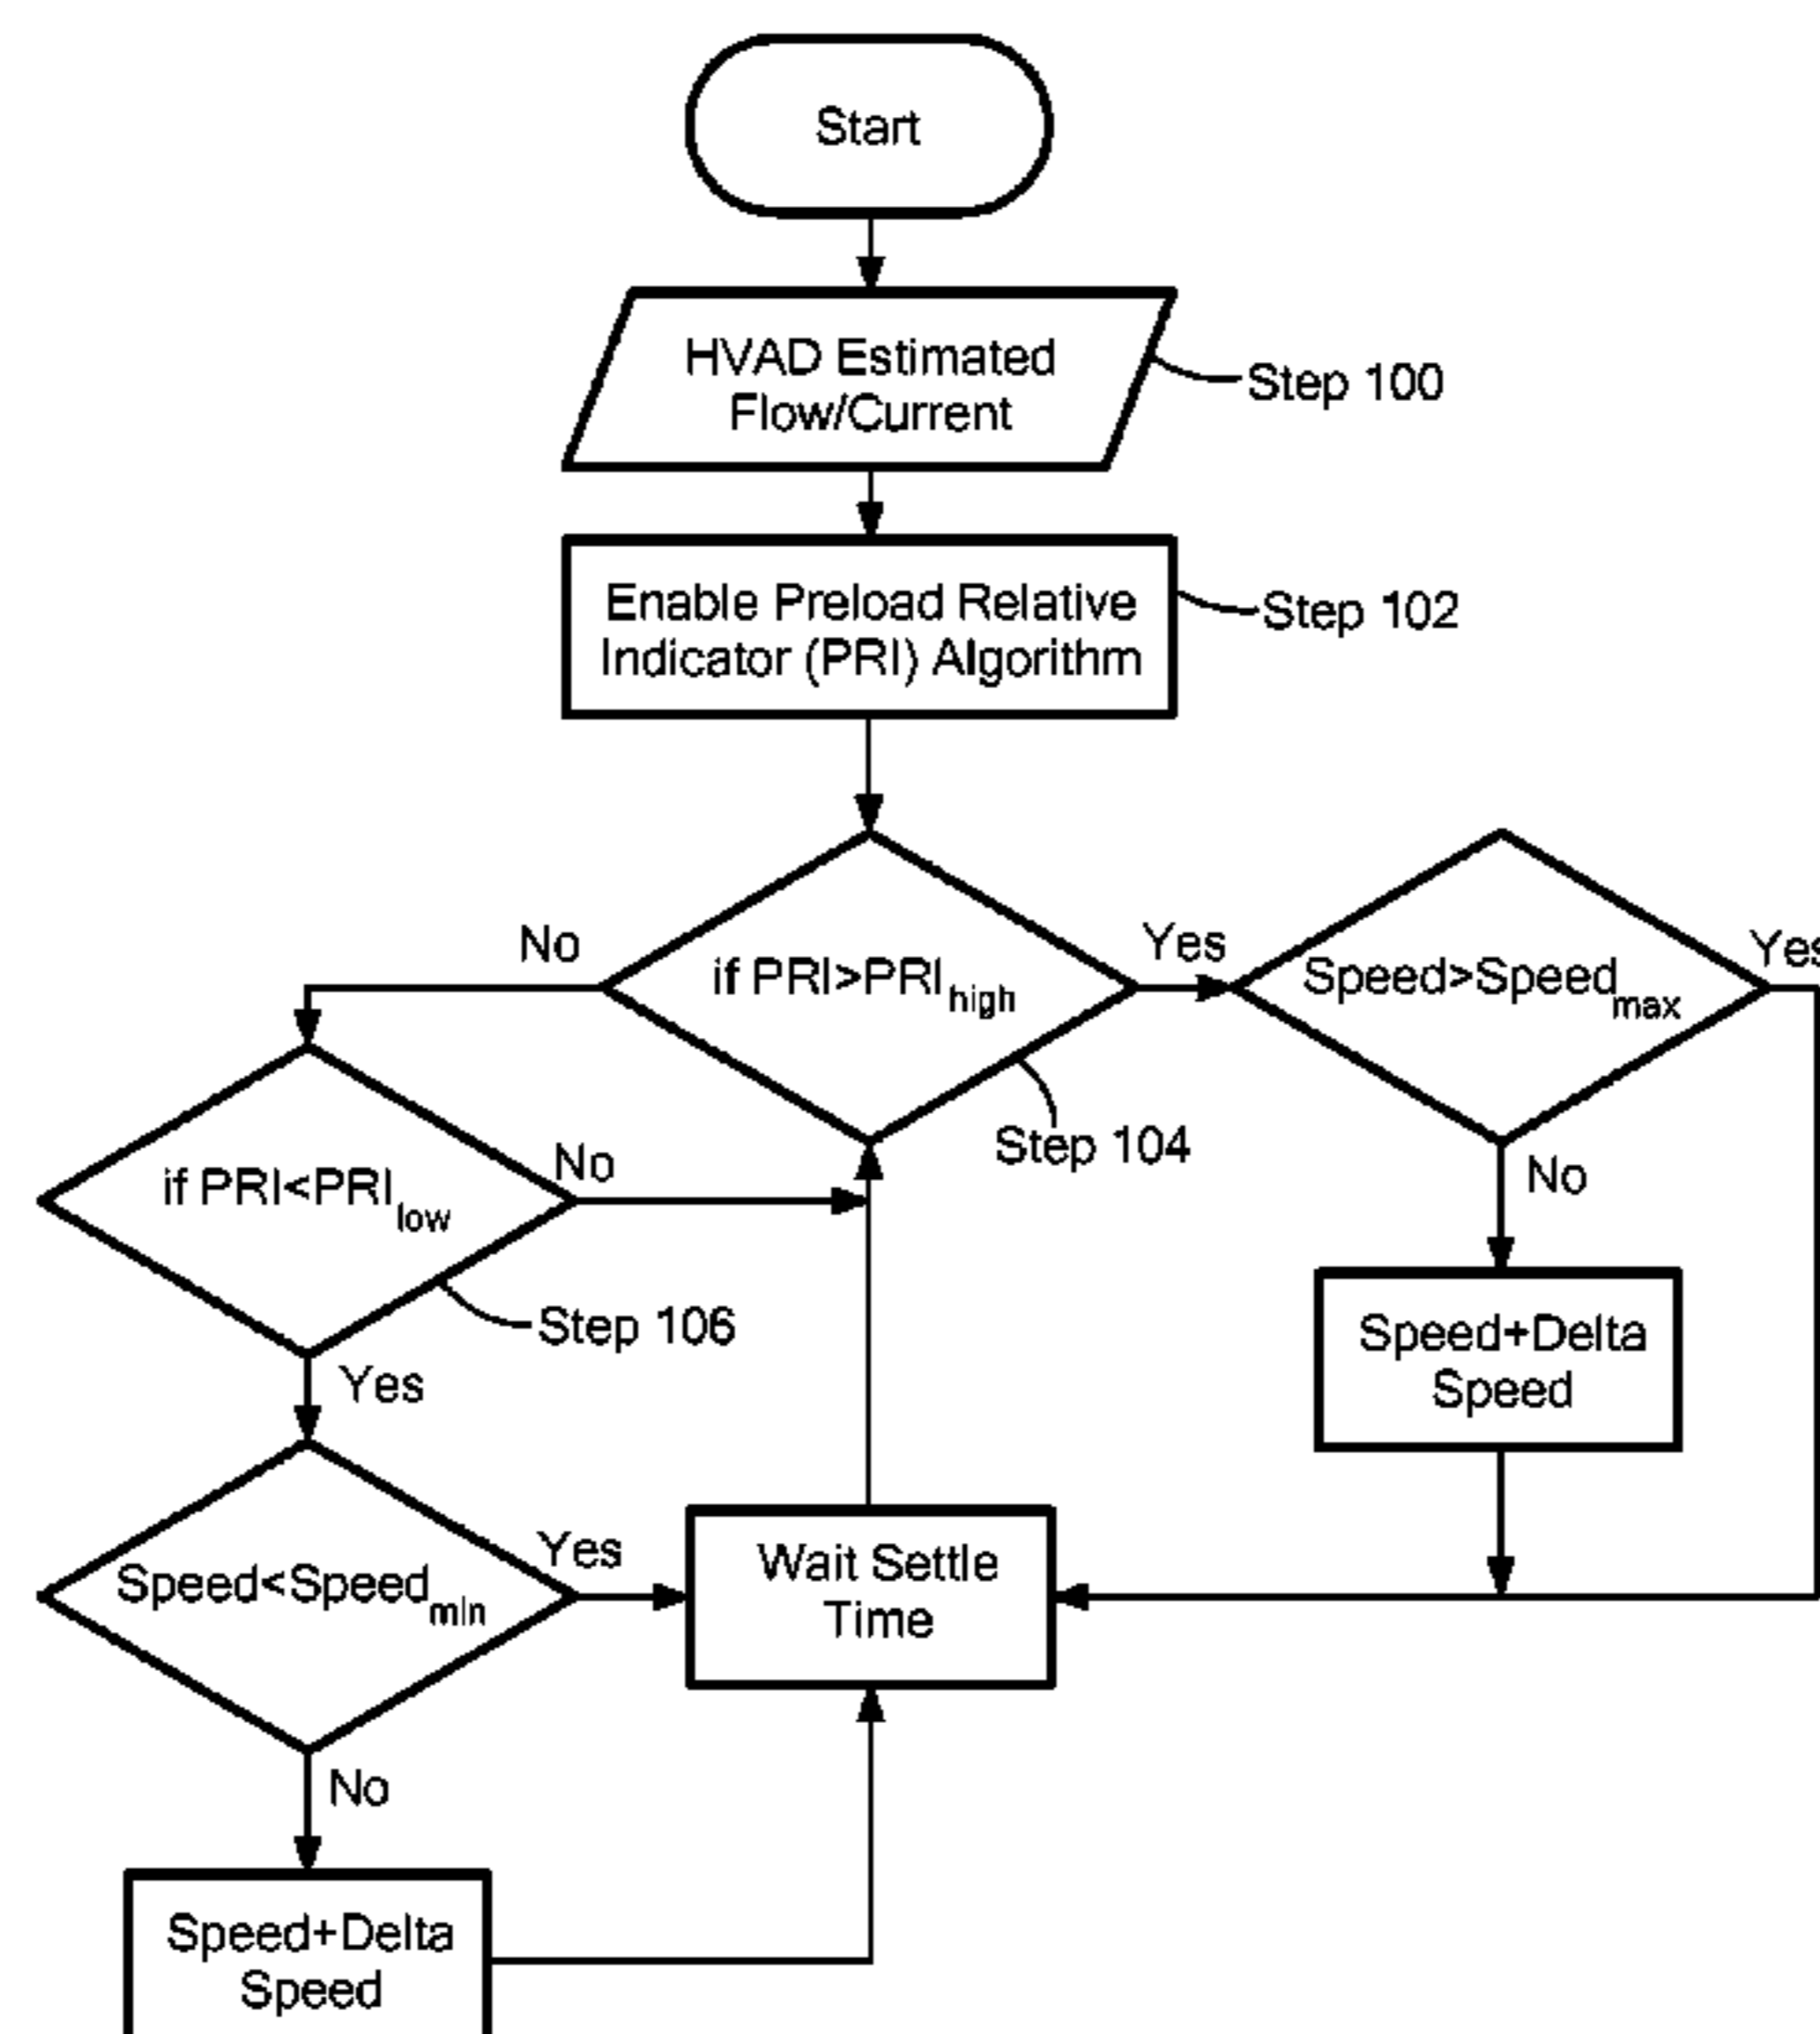 Start
HVAD Estimated
Flow/Current
Step 100
Enable Preload Relative
Indicator (PRI) Algorithm
Step 102
No
if PRI>PRIhigh
Yes
Speed>Speedmax
Yes
Step 104
No
if PRI<PRIlow
No
Step 106
Speed+Delta
Speed
Yes
Speed<Speedmin
Yes
Wait Settle
Time
No
Speed+Delta
Speed